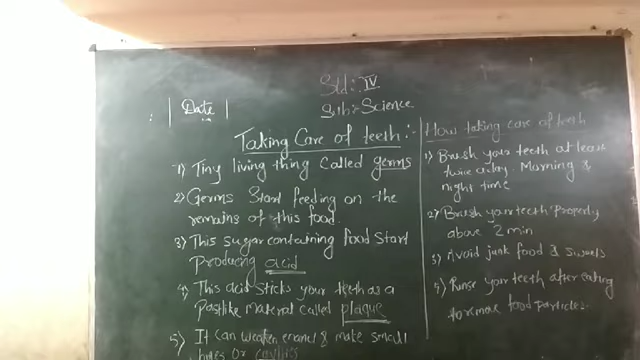 Std:- IV
| Date |
Sub:- Science
Taking Care of teeth:-
1) Tiny living thing Called germs
2) Germs Start feeding on the
remains of this food.
3) This sugar containing food start
Producing acid
4) This acid sticks your teeth as a
Pastlike material called plaque
5) It can weaken enamel & make small
holes or cavities
How taking care of teeth
1) Brush your teeth at least
twice a day. Morning &
night time
2) Brush your teeth Properly
above 2 min
3) Avoid junk food & sweets
4) Rinse your teeth after eating
to remove food Particles.